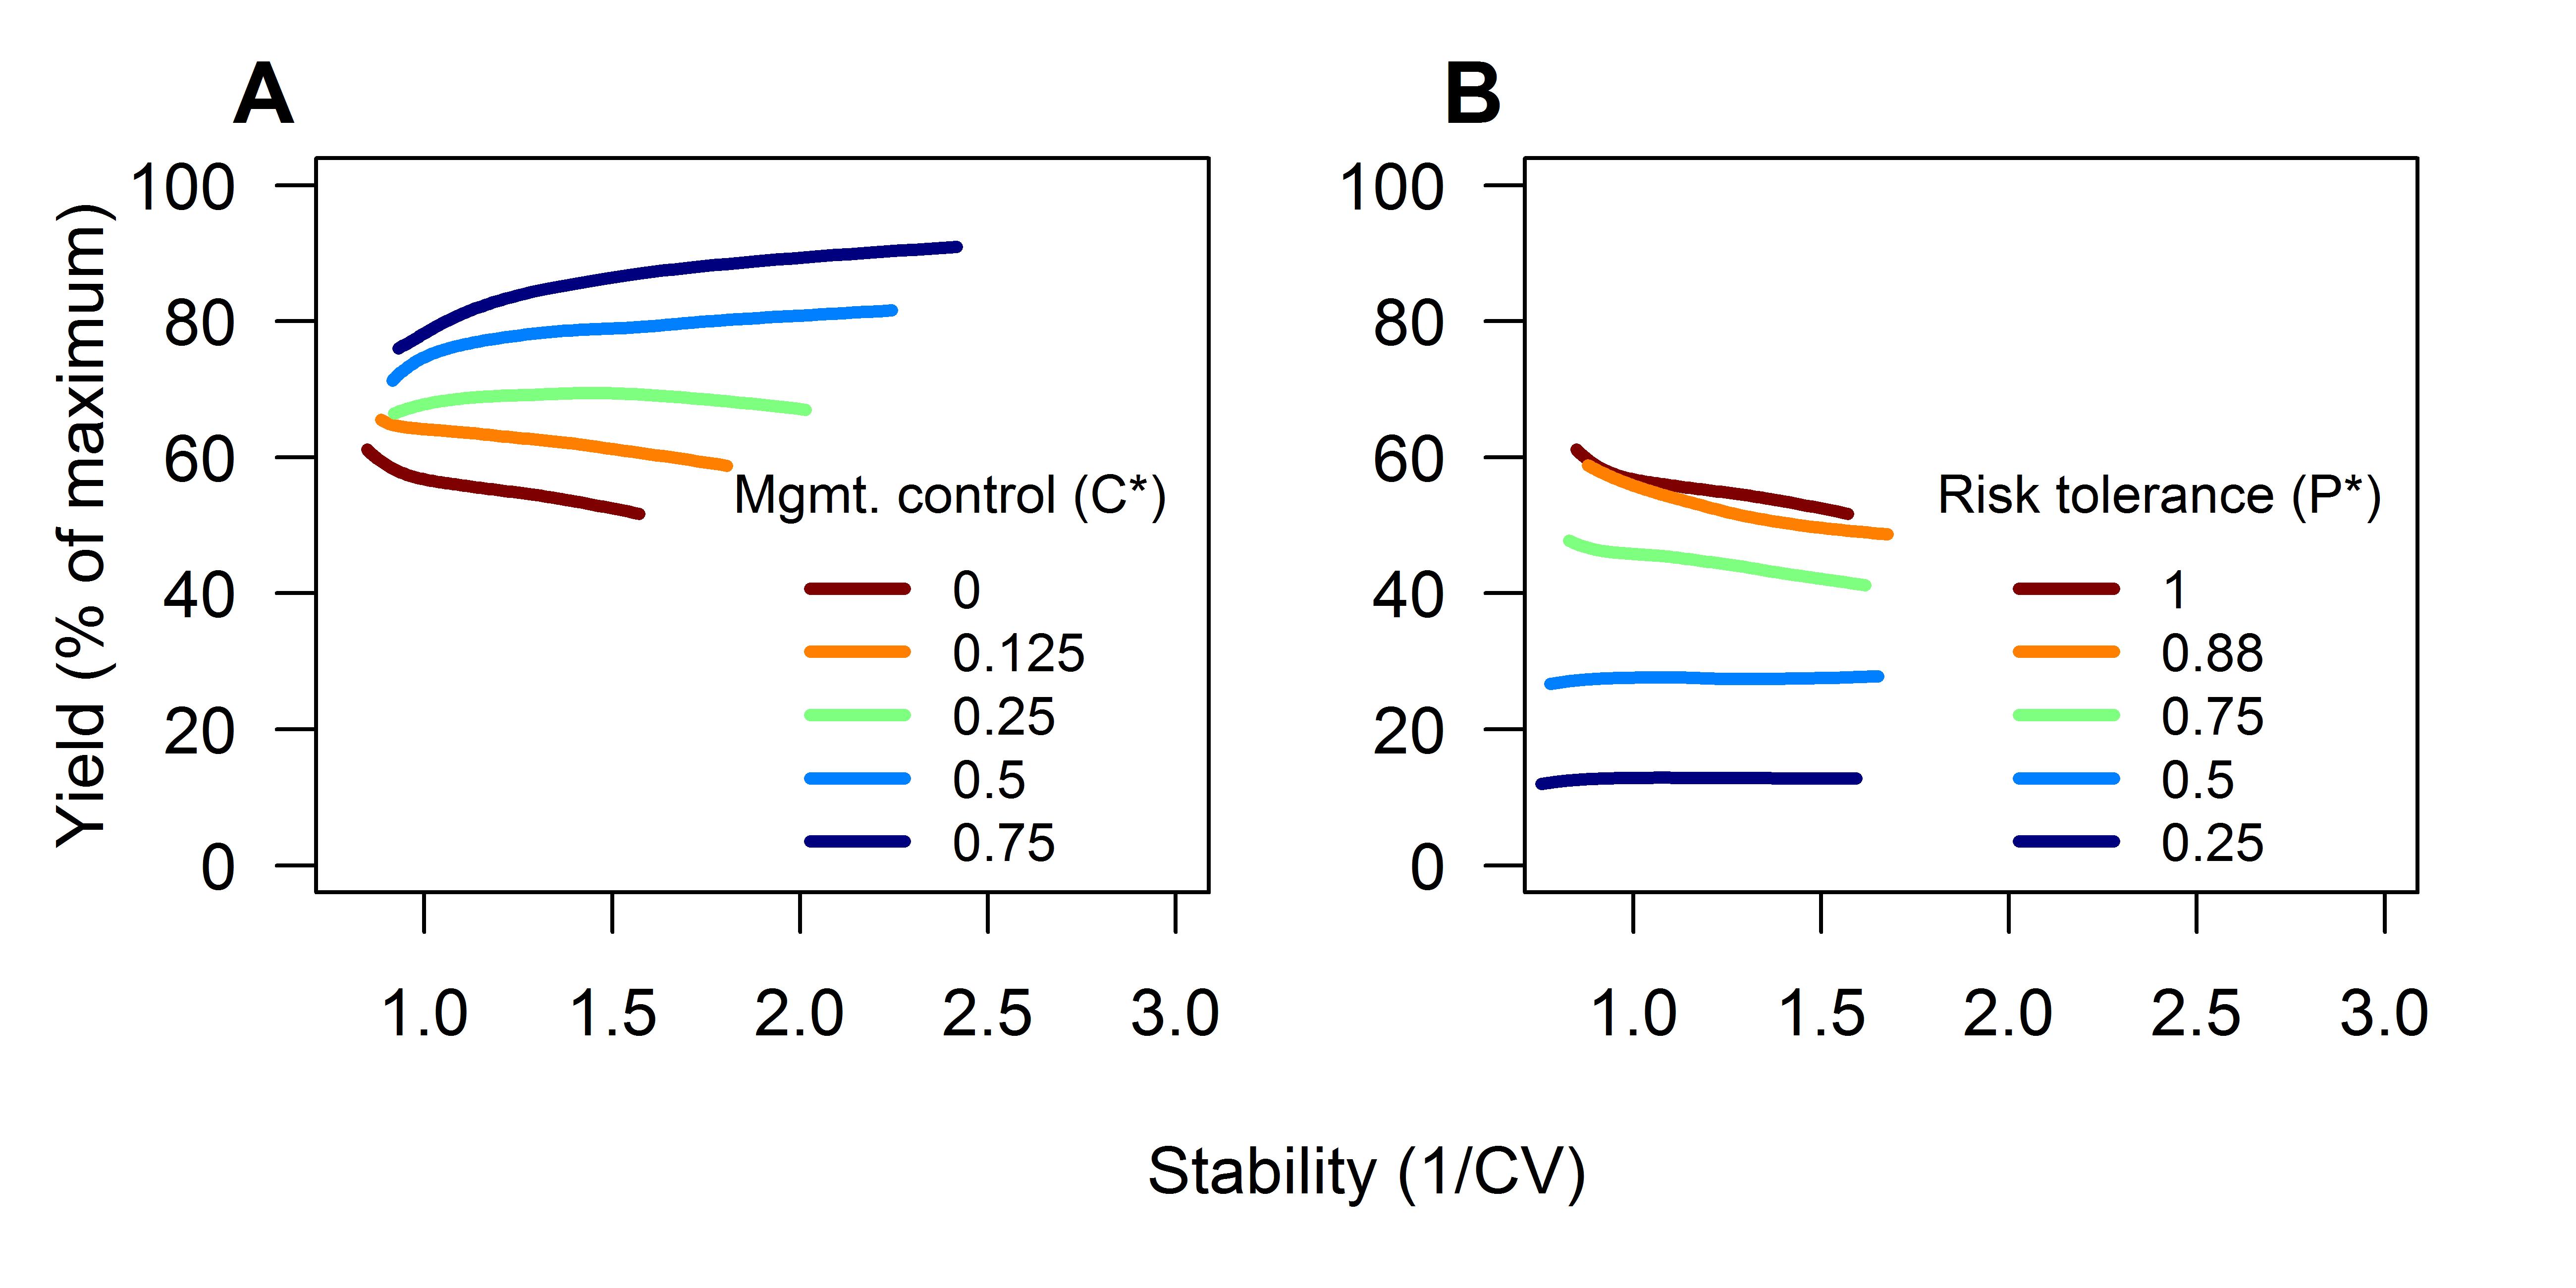 A
B
Yield (% of maximum)
100
80
60
40
20
0
Mgmt. control (C*)
0
0.125
0.25
0.5
0.75
1.0 1.5 2.0 2.5 3.0
100
80
60
40
20
0
Risk tolerance (P*)
1
0.88
0.75
0.5
0.25
1.0 1.5 2.0 2.5 3.0
Stability (1/CV)